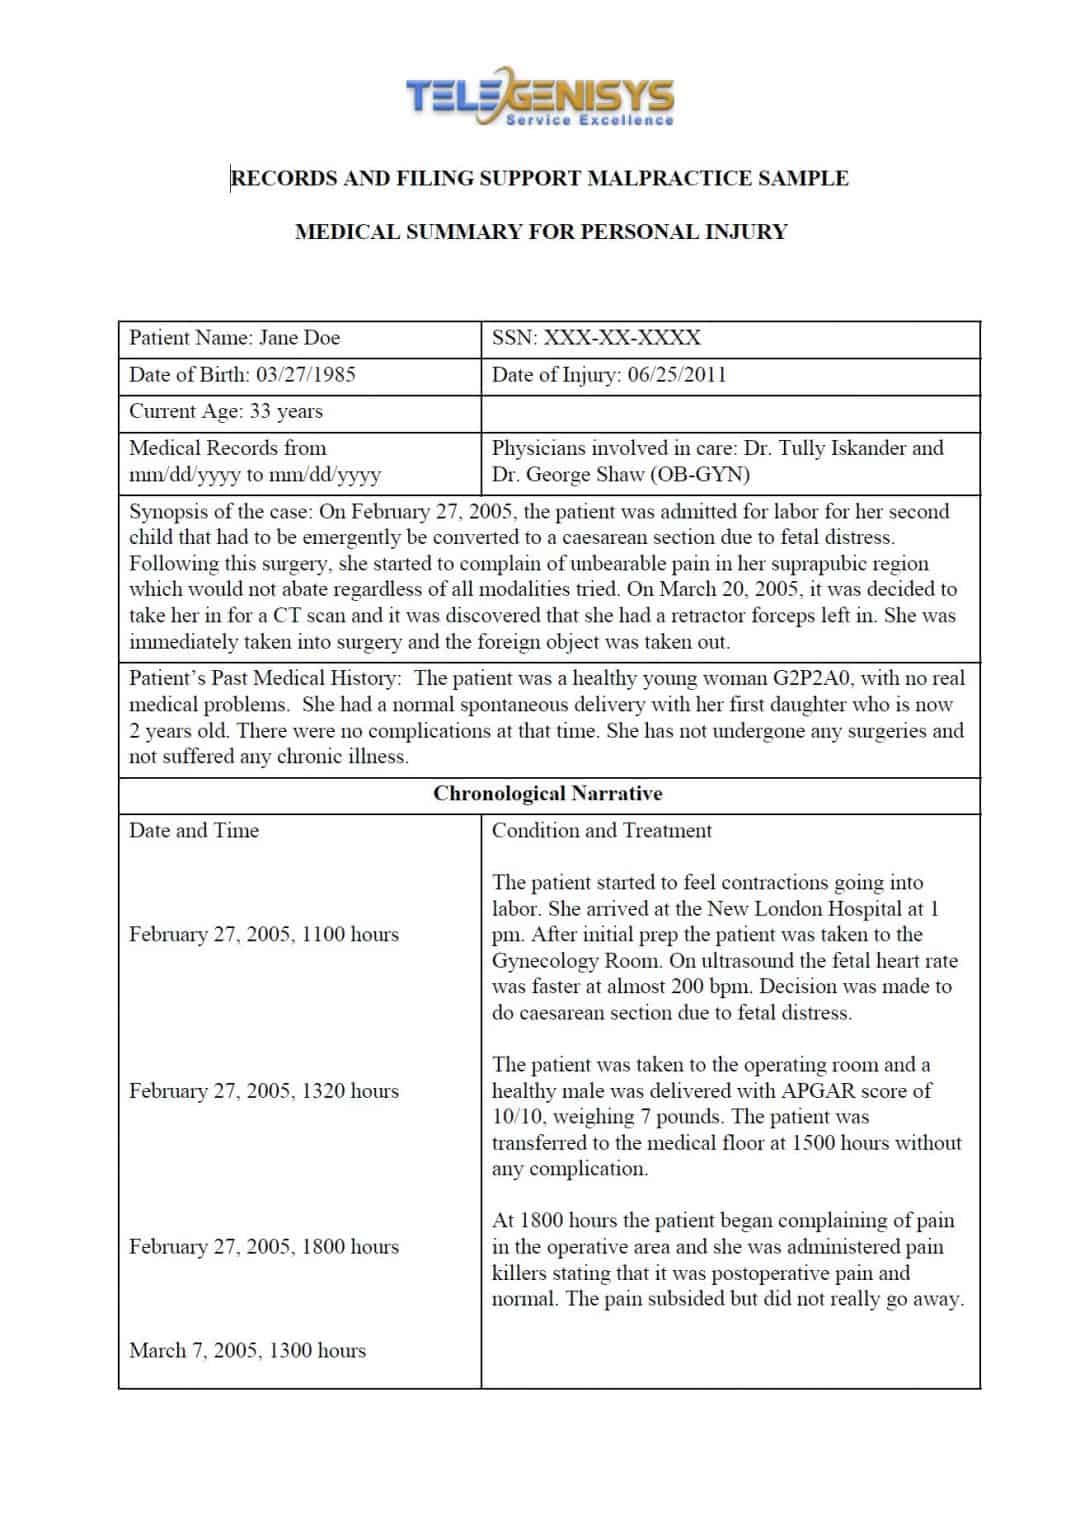 TELEGENISYS
Service Excellence
RECORDS AND FILING SUPPORT MALPRACTICE SAMPLE
MEDICAL SUMMARY FOR PERSONAL INJURY
Patient Name: Jane Doe
SSN: XXX-XX-XXXX
Date of Birth: 03/27/1985
Date of Injury: 06/25/2011
Current Age: 33 years
Medical Records from
mm/dd/yyyy to mm/dd/yyyy
Physicians involved in care: Dr. Tully Iskander and
Dr. George Shaw (OB-GYN)
Synopsis of the case: On February 27, 2005, the patient was admitted for labor for her second
child that had to be emergently be converted to a caesarean section due to fetal distress.
Following this surgery, she started to complain of unbearable pain in her suprapubic region
which would not abate regardless of all modalities tried. On March 20, 2005, it was decided to
take her in for a CT scan and it was discovered that she had a retractor forceps left in. She was
immediately taken into surgery and the foreign object was taken out.
Patient's Past Medical History:  The patient was a healthy young woman G2P2A0, with no real
medical problems.  She had a normal spontaneous delivery with her first daughter who is now
2 years old. There were no complications at that time. She has not undergone any surgeries and
not suffered any chronic illness.
Chronological Narrative
Date and Time
Condition and Treatment
February 27, 2005, 1100 hours
The patient started to feel contractions going into
labor. She arrived at the New London Hospital at 1
pm. After initial prep the patient was taken to the
Gynecology Room. On ultrasound the fetal heart rate
was faster at almost 200 bpm. Decision was made to
do caesarean section due to fetal distress.
February 27, 2005, 1320 hours
The patient was taken to the operating room and a
healthy male was delivered with APGAR score of
10/10, weighing 7 pounds. The patient was
transferred to the medical floor at 1500 hours without
any complication.
February 27, 2005, 1800 hours
At 1800 hours the patient began complaining of pain
in the operative area and she was administered pain
killers stating that it was postoperative pain and
normal. The pain subsided but did not really go away.
March 7, 2005, 1300 hours